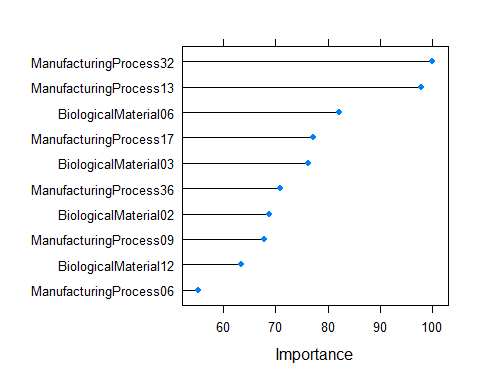 ManufacturingProcess32
ManufacturingProcess13
BiologicalMaterial06
ManufacturingProcess17
BiologicalMaterial03
ManufacturingProcess36
BiologicalMaterial02
ManufacturingProcess09
BiologicalMaterial12
ManufacturingProcess06
60 70 80 90 100
Importance